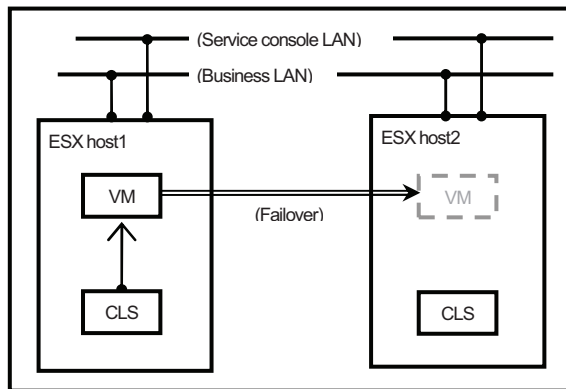 (Service console LAN)
(Business LAN)
ESX host1
ESX host2
VM
VM
(Failover)
CLS
CLS